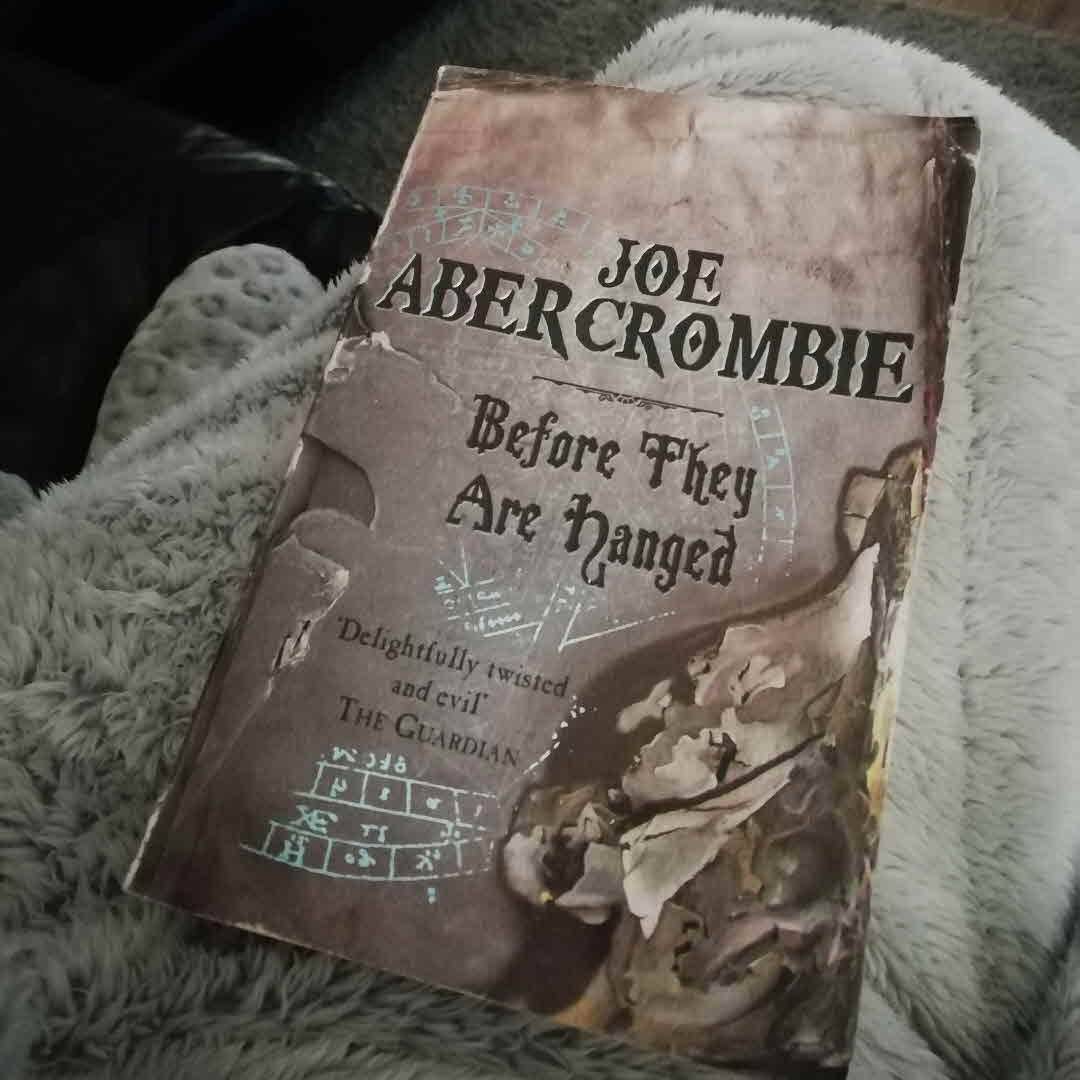 JOE
ABERCROMBIE
Before They
Are Hanged
'Delightfully twisted
and evil'
THE GUARDIAN